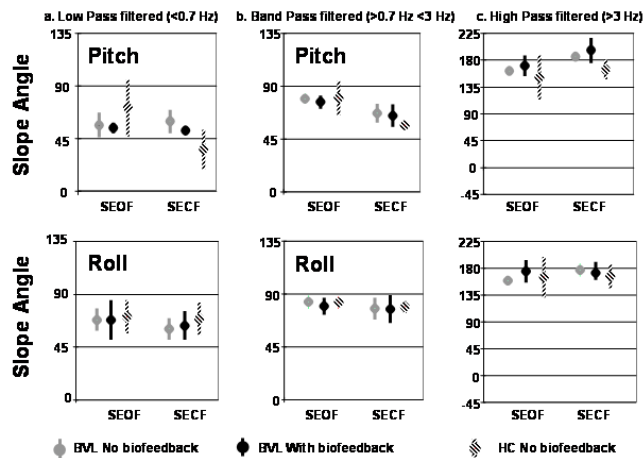 a. Low Pass filtered (<0.7 Hz) b. Band Pass filtered (>0.7 Hz <3 Hz) c. High Pass filtered (>3 Hz)
Slope Angle
135
90
45
0
Pitch
SEOF SECF
135
90
45
0
Pitch
SEOF SECF
225
180
135
90
45
0
-45
SEOF SECF
Slope Angle
135
90
45
0
Roll
SEOF SECF
135
90
45
0
Roll
SEOF SECF
225
180
135
90
45
0
-45
SEOF SECF
BVL No biofeedback BVL With biofeedback HC No biofeedback